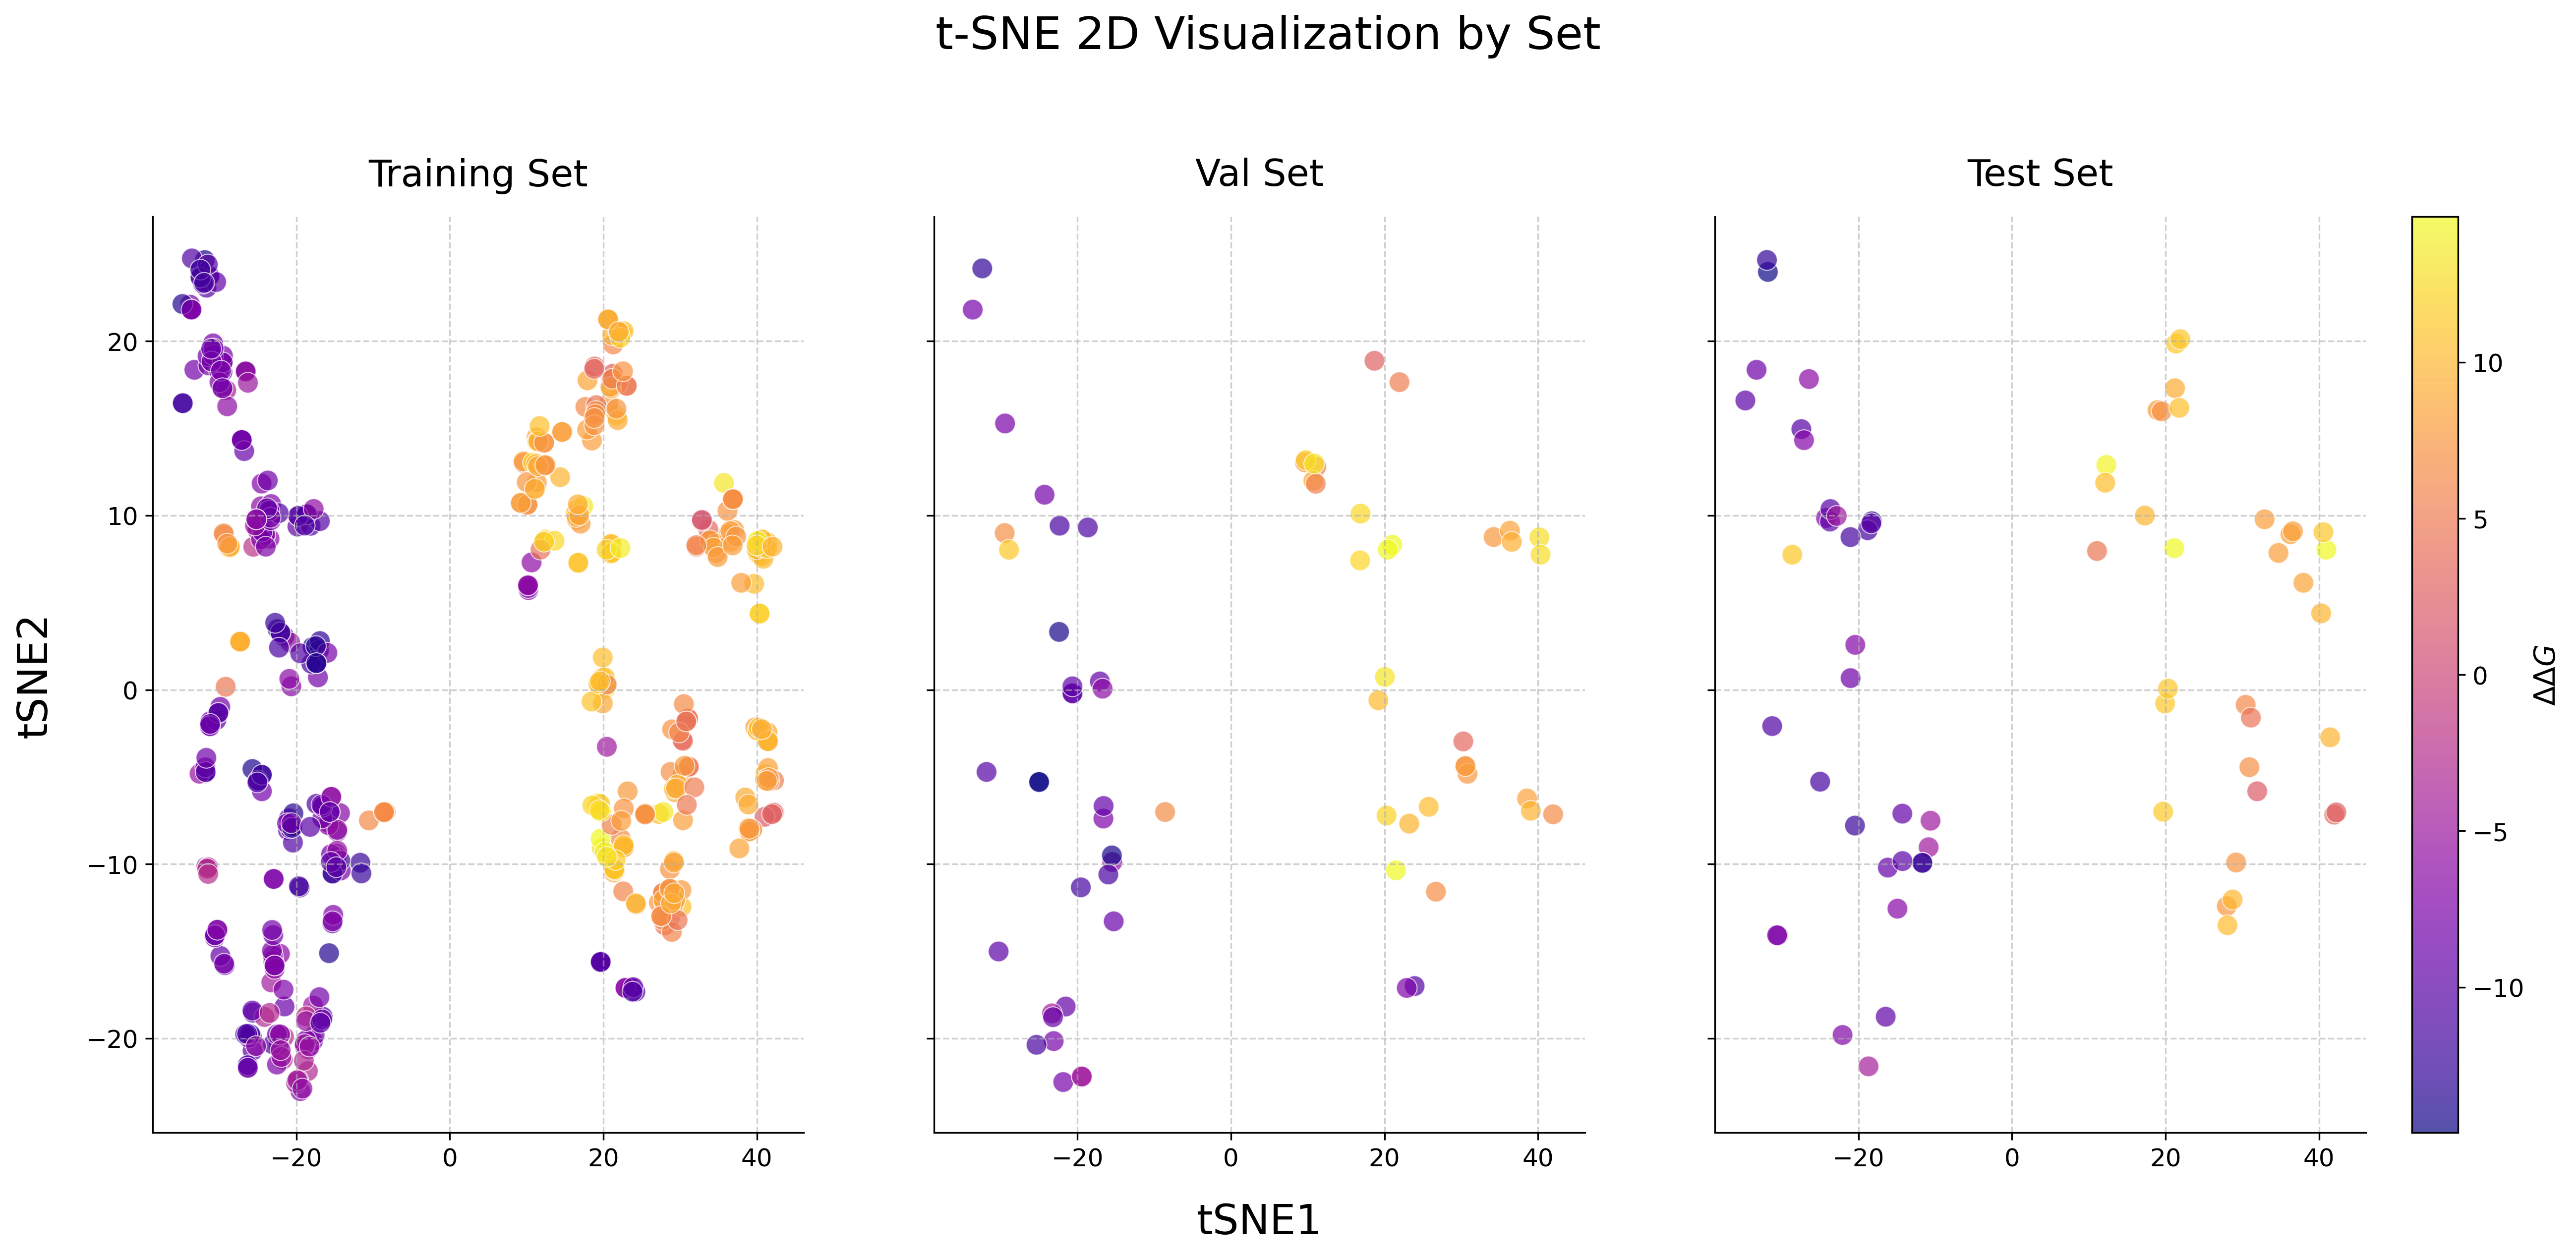 t-SNE 2D Visualization by Set
Training Set
Val Set
Test Set
20
10
0
−10
−20
−20 0 20 40
−20 0 20 40
−20 0 20 40
10
5
0
−5
−10
ΔΔG
tSNE2
tSNE1